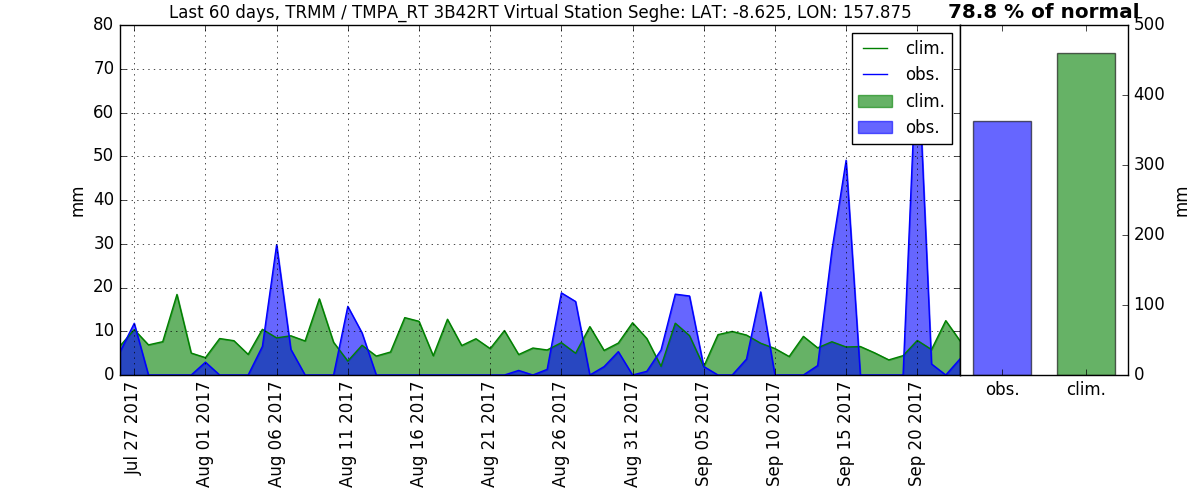 Last 60 days, TRMM / TMPA_RT 3B42RT Virtual Station Seghe: LAT: -8.625, LON: 157.875
78.8 % of normal
80
70
60
50
40
30
20
10
0
mm
clim.
obs.
clim.
obs.
500
400
300
200
100
0
mm
obs.
clim.
Jul 27 2017
Aug 01 2017
Aug 06 2017
Aug 11 2017
Aug 16 2017
Aug 21 2017
Aug 26 2017
Aug 31 2017
Sep 05 2017
Sep 10 2017
Sep 15 2017
Sep 20 2017